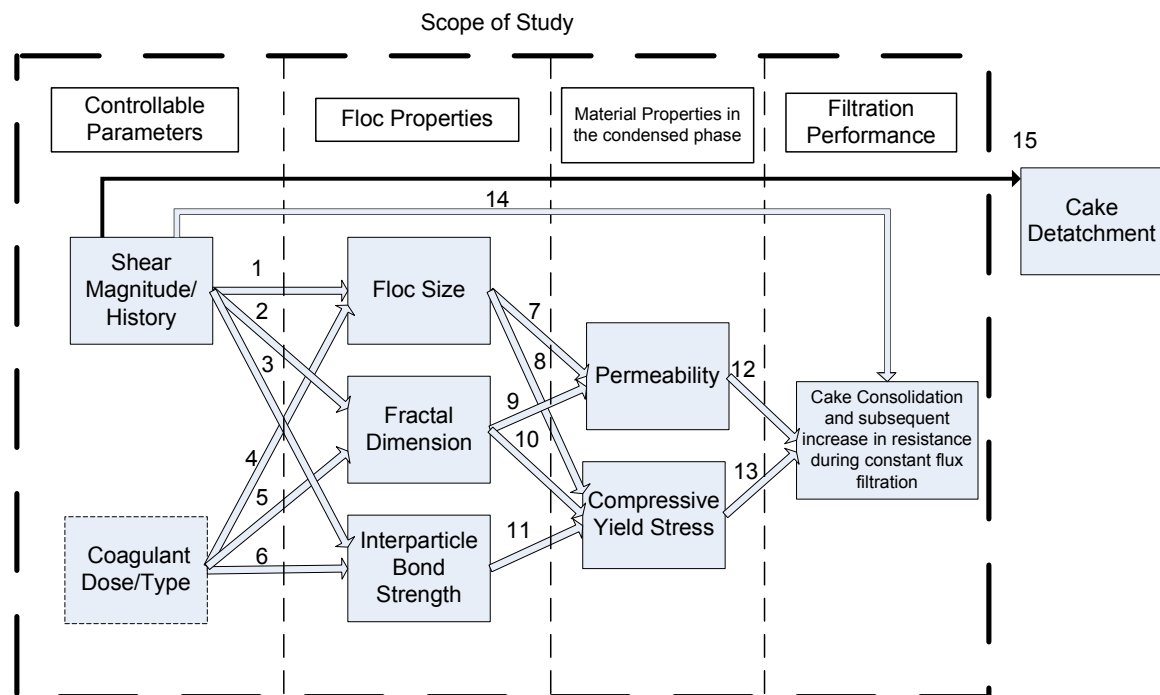 Scope of Study
Controllable
Parameters
Floc Properties
Material Properties in
the condensed phase
Filtration
Performance
15
Cake
Detatchment
14
Shear
Magnitude/
History
1
2
3
4
5
6
Floc Size
Fractal
Dimension
Interparticle
Bond
Strength
Coagulant
Dose/Type
7
8
9
10
11
Permeability
Compressive
Yield Stress
12
13
Cake Consolidation
and subsequent
increase in resistance
during constant flux
filtration